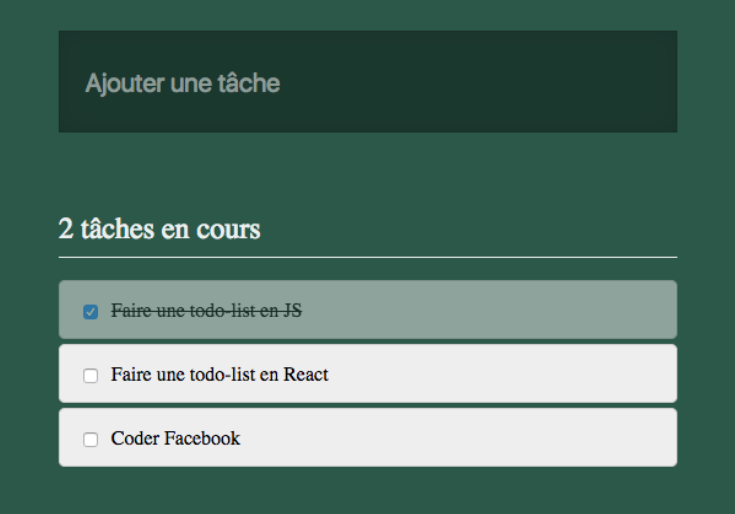 Ajouter une tâche
2 tâches en cours
Faire une todo-list en JS
Faire une todo-list en React
Coder Facebook